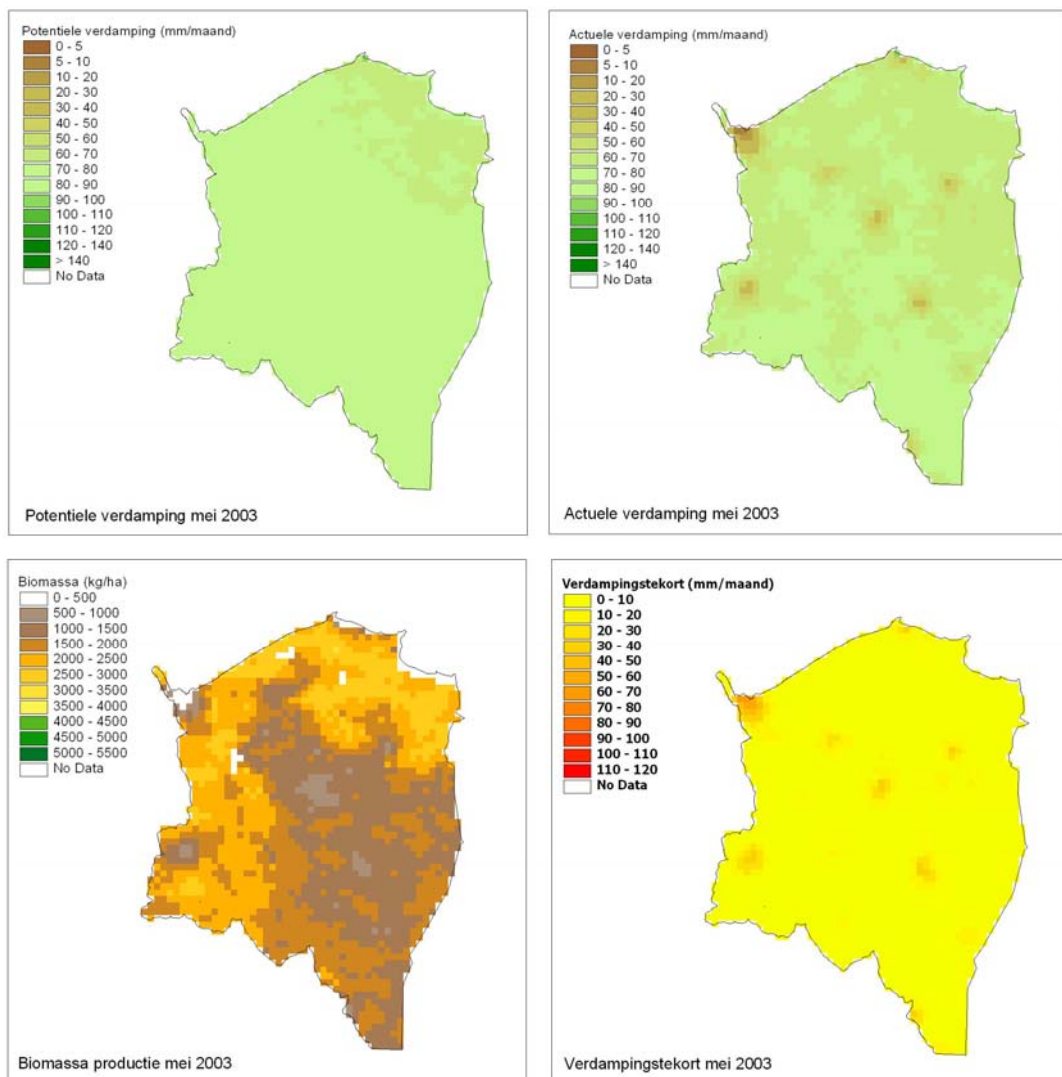 Potentiele verdamping (mm/maand)
0 - 5
5 - 10
10 - 20
20 - 30
30 - 40
40 - 50
50 - 60
60 - 70
70 - 80
80 - 90
90 - 100
100 - 110
110 - 120
120 - 140
> 140
No Data
Potentiele verdamping mei 2003
Actuele verdamping (mm/maand)
0 - 5
5 - 10
10 - 20
20 - 30
30 - 40
40 - 50
50 - 60
60 - 70
70 - 80
80 - 90
90 - 100
100 - 110
110 - 120
120 - 140
> 140
No Data
Actuele verdamping mei 2003
Biomassa (kg/ha)
0 - 500
500 - 1000
1000 - 1500
1500 - 2000
2000 - 2500
2500 - 3000
3000 - 3500
3500 - 4000
4000 - 4500
4500 - 5000
5000 - 5500
No Data
Biomassa productie mei 2003
Verdampingstekort (mm/maand)
0 - 10
10 - 20
20 - 30
30 - 40
40 - 50
50 - 60
60 - 70
70 - 80
80 - 90
90 - 100
100 - 110
110 - 120
No Data
Verdampingstekort mei 2003